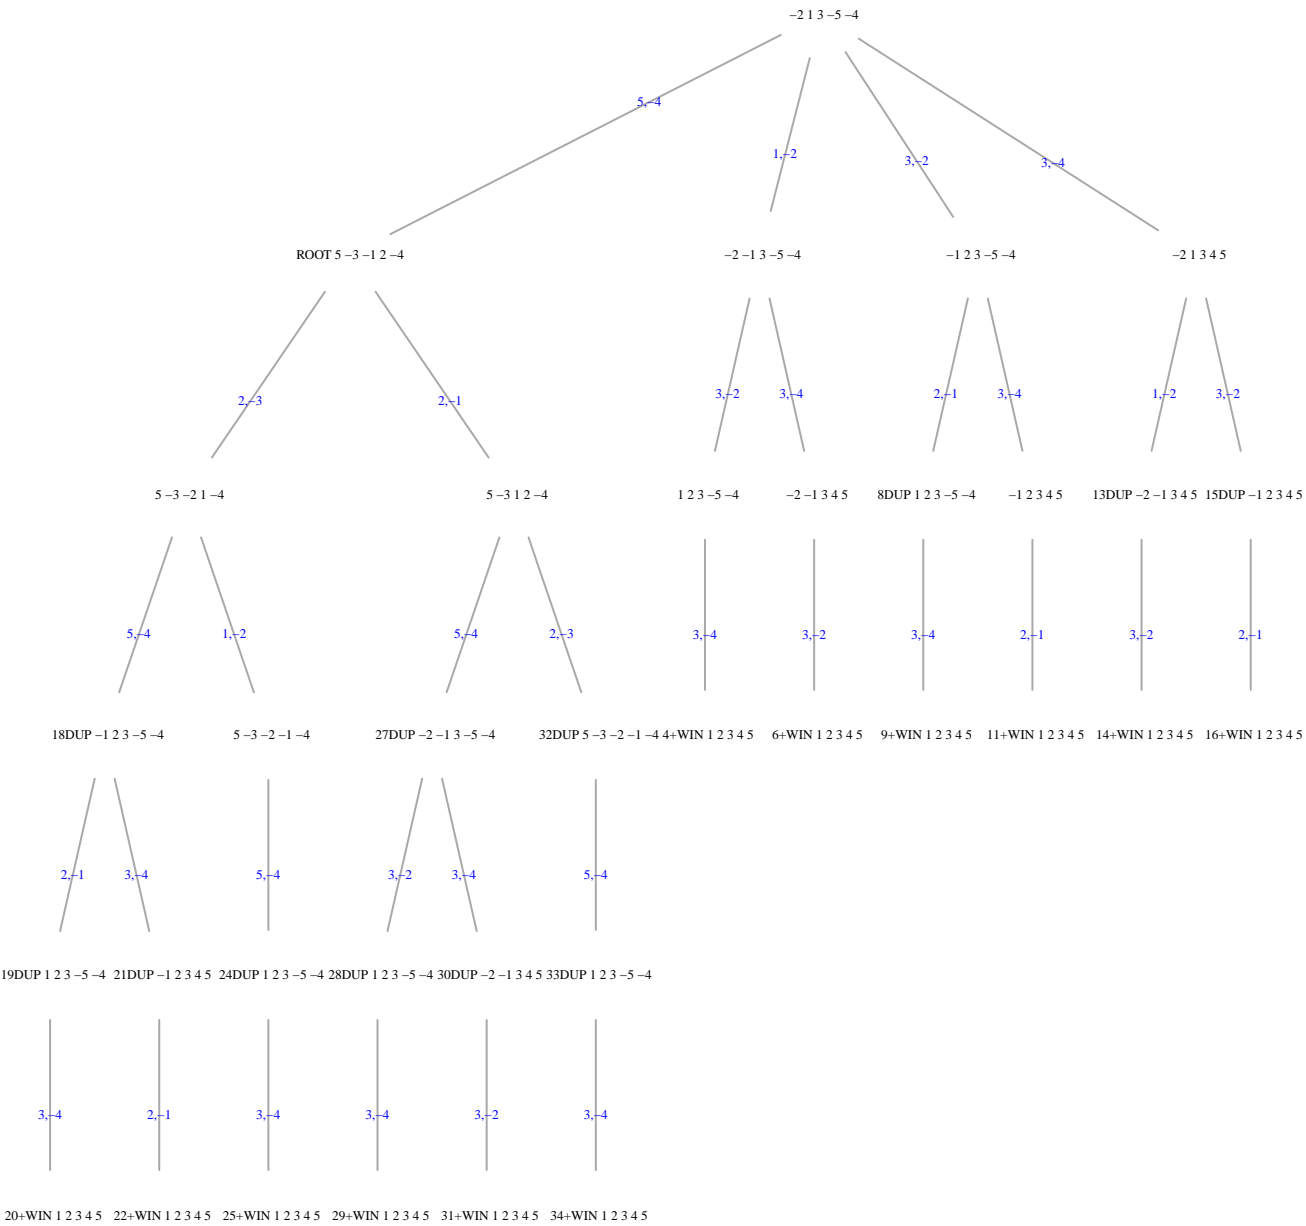 −2 1 3 −5 −4
5,−4
1,−2
3,−2
3,−4
ROOT 5 −3 −1 2 −4
−2 −1 3 −5 −4
−1 2 3 −5 −4
−2 1 3 4 5
2,−3
2,−1
3,−2
3,−4
2,−1
3,−4
1,−2
3,−2
5 −3 −2 1 −4
5 −3 1 2 −4
1 2 3 −5 −4
−2 −1 3 4 5
8DUP 1 2 3 −5 −4
−1 2 3 4 5
13DUP −2 −1 3 4 5
15DUP −1 2 3 4 5
5,−4
1,−2
5,−4
2,−3
3,−4
3,−2
3,−4
2,−1
3,−2
2,−1
18DUP −1 2 3 −5 −4
5 −3 −2 −1 −4
27DUP −2 −1 3 −5 −4
32DUP 5 −3 −2 −1 −4
4+WIN 1 2 3 4 5
6+WIN 1 2 3 4 5
9+WIN 1 2 3 4 5
11+WIN 1 2 3 4 5
14+WIN 1 2 3 4 5
16+WIN 1 2 3 4 5
2,−1
3,−4
5,−4
3,−2
3,−4
5,−4
19DUP 1 2 3 −5 −4
21DUP −1 2 3 4 5
24DUP 1 2 3 −5 −4
28DUP 1 2 3 −5 −4
30DUP −2 −1 3 4 5
33DUP 1 2 3 −5 −4
3,−4
2,−1
3,−4
3,−4
3,−2
3,−4
20+WIN 1 2 3 4 5
22+WIN 1 2 3 4 5
25+WIN 1 2 3 4 5
29+WIN 1 2 3 4 5
31+WIN 1 2 3 4 5
34+WIN 1 2 3 4 5